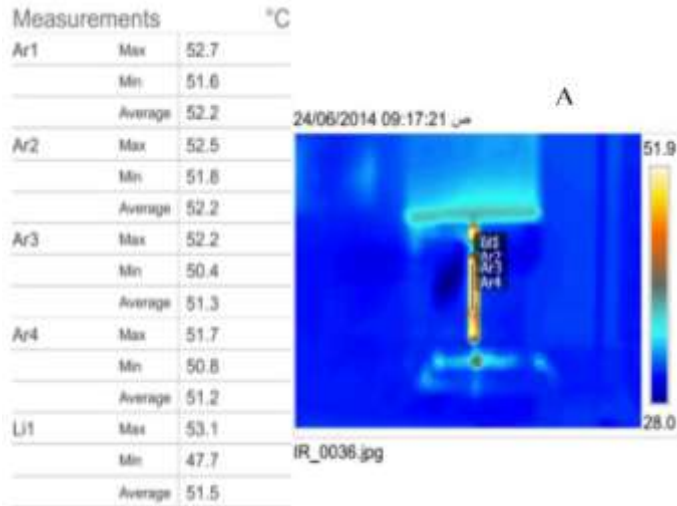 Measurements °C
Ar1 Max 52.7
Min 51.6
Average 52.2
Ar2 Max 52.5
Min 51.8
Average 52.2
Ar3 Max 52.2
Min 50.4
Average 51.3
Ar4 Max 51.7
Min 50.8
Average 51.2
Li1 Max 53.1
Min 47.7
Average 51.5
A
24/06/2014 09:17:21 ص
51.9
Ar2
Ar3
Ar4
28.0
IR_0036.jpg